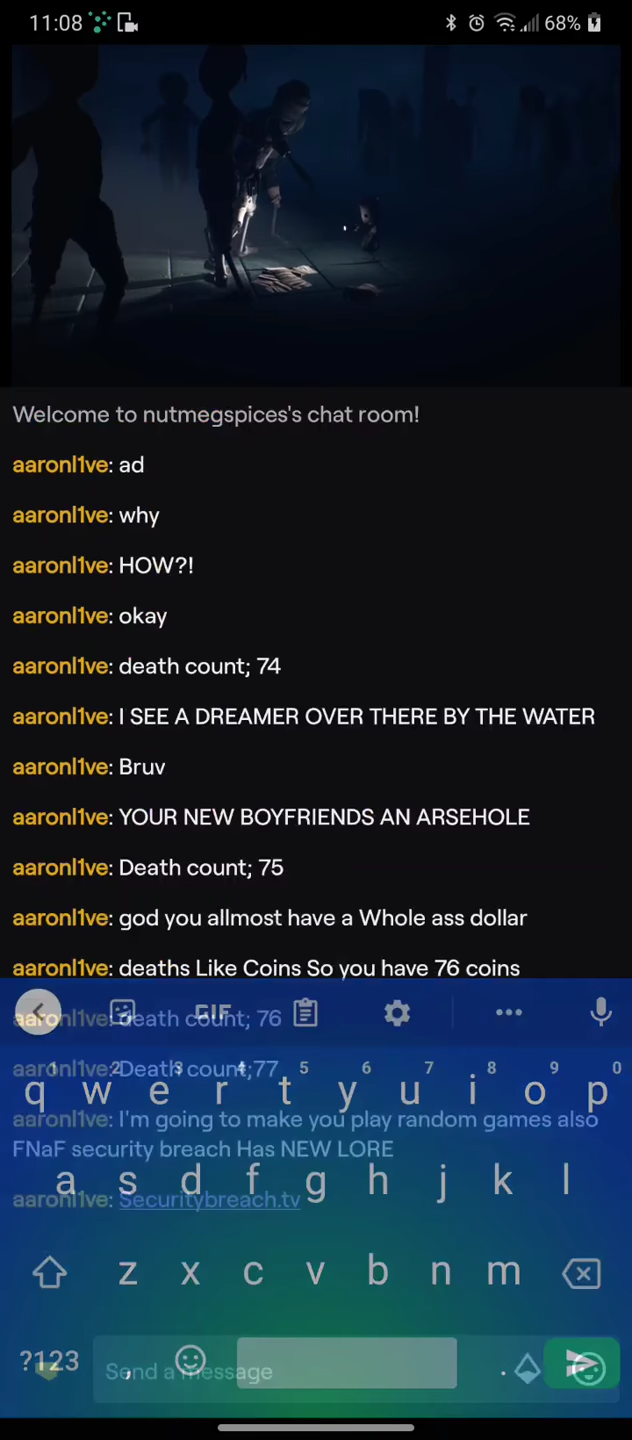 11:08 68%
Welcome to nutmegspices's chat room!
aaronl1ve: ad
aaronl1ve: why
aaronl1ve: HOW?!
aaronl1ve: okay
aaronl1ve: death count; 74
aaronl1ve: I SEE A DREAMER OVER THERE BY THE WATER
aaronl1ve: Bruv
aaronl1ve: YOUR NEW BOYFRIENDS AN ARSEHOLE
aaronl1ve: Death count; 75
aaronl1ve: god you allmost have a Whole ass dollar
aaronl1ve: deaths Like Coins So you have 76 coins
aaronl1ve: death count; 76
GIF
aaronl1ve: Death count;77
1 2 3 4 5 6 7 8 9 0
q w e r t y u i o p
aaronl1ve: I'm going to make you play random games also
FNaF security breach Has NEW LORE
a s d f g h j k l
aaronl1ve: Securitybreach.tv
z x c v b n m
?123 , .
Send a message